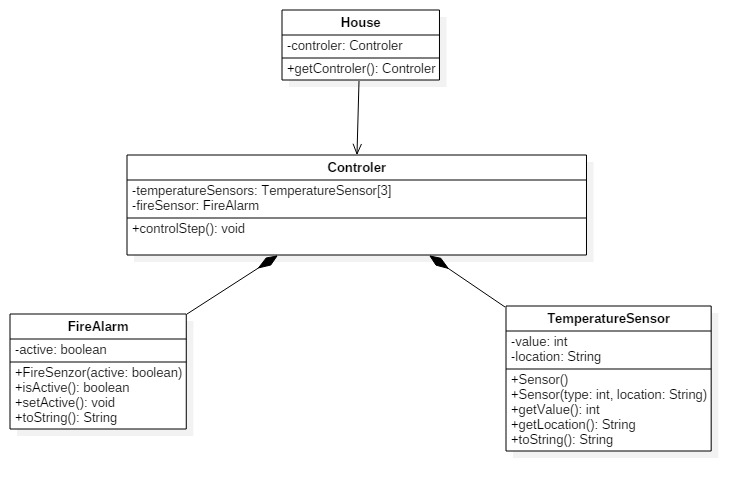 House
-controler: Controler
+getControler(): Controler
Controler
-temperatureSensors: TemperatureSensor[3]
-fireSensor: FireAlarm
+controlStep(): void
FireAlarm
-active: boolean
+FireSenzor(active: boolean)
+isActive(): boolean
+setActive(): void
+toString(): String
TemperatureSensor
-value: int
-location: String
+Sensor()
+Sensor(type: int, location: String)
+getValue(): int
+getLocation(): String
+toString(): String